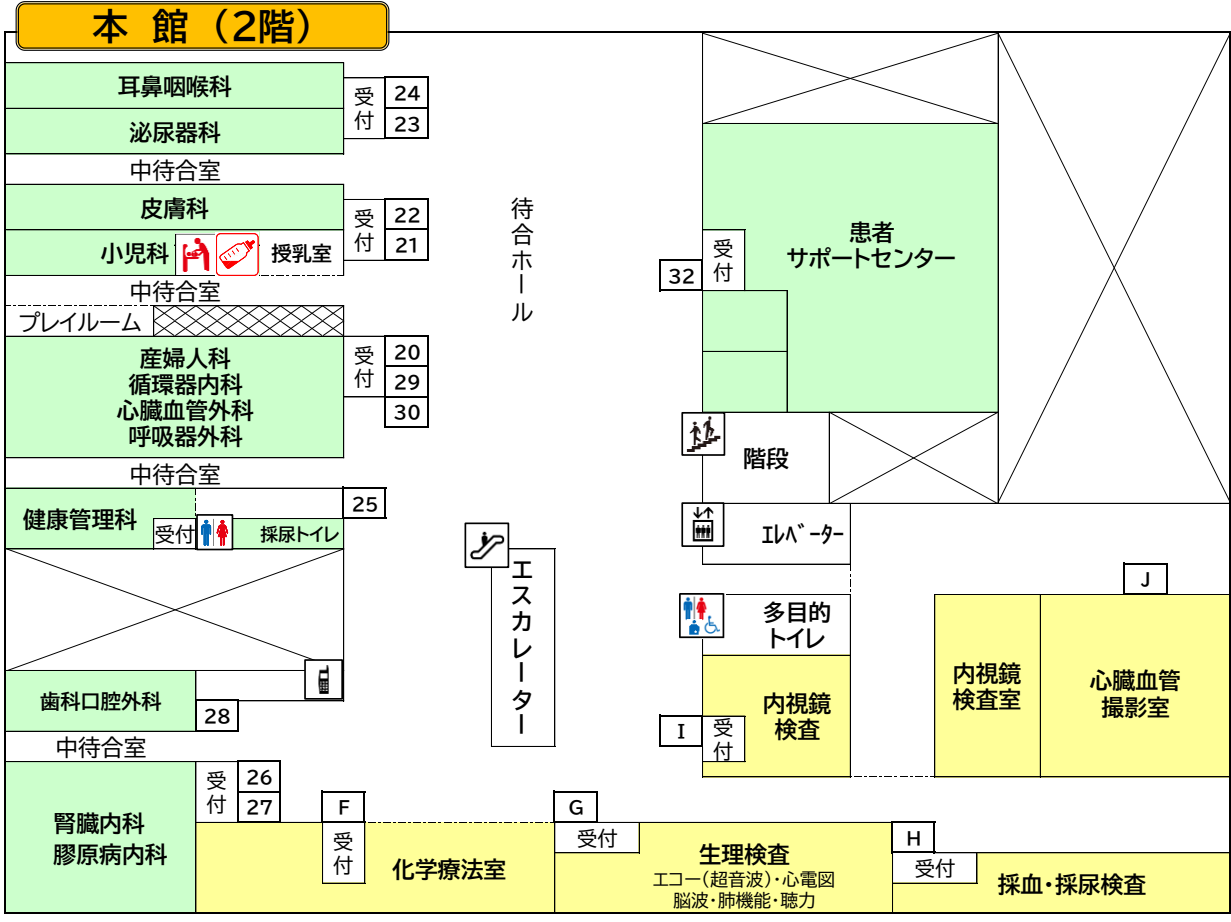 本 館 (2階)
耳鼻咽喉科
泌尿器科
受付
24
23
中待合室
皮膚科
小児科
授乳室
受付
22
21
中待合室
プレイルーム
産婦人科
循環器内科
心臓血管外科
呼吸器外科
受付
20
29
30
中待合室
健康管理科
受付
採尿トイレ
25
歯科口腔外科
28
中待合室
腎臓内科
膠原病内科
受付
26
27
待合ホール
エスカレーター
患者
サポートセンター
受付
32
階段
エレベーター
多目的
トイレ
内視鏡
検査
受付
I
内視鏡
検査室
心臓血管
撮影室
J
F
受付
化学療法室
G
受付
生理検査
エコー(超音波)・心電図
脳波・肺機能・聴力
H
受付
採血・採尿検査